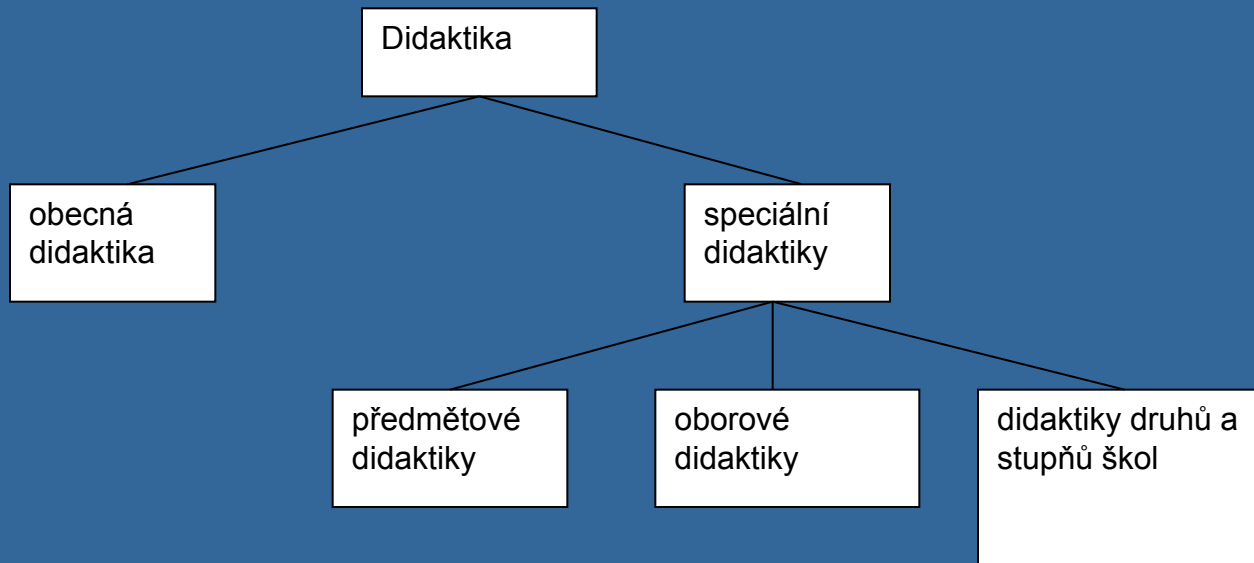 Didaktika
obecná
didaktika
speciální
didaktiky
předmětové
didaktiky
oborové
didaktiky
didaktiky druhů a
stupňů škol